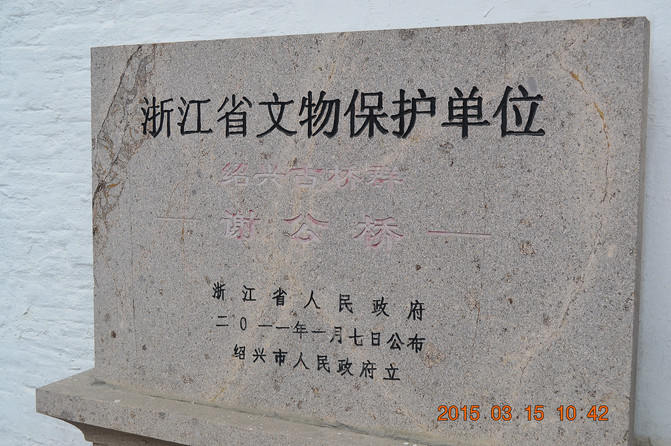 浙江省文物保护单位
绍兴古桥群
— 谢公桥 —
浙江省人民政府
二〇一一年一月七日公布
绍兴市人民政府立
2015 03 15 10:42